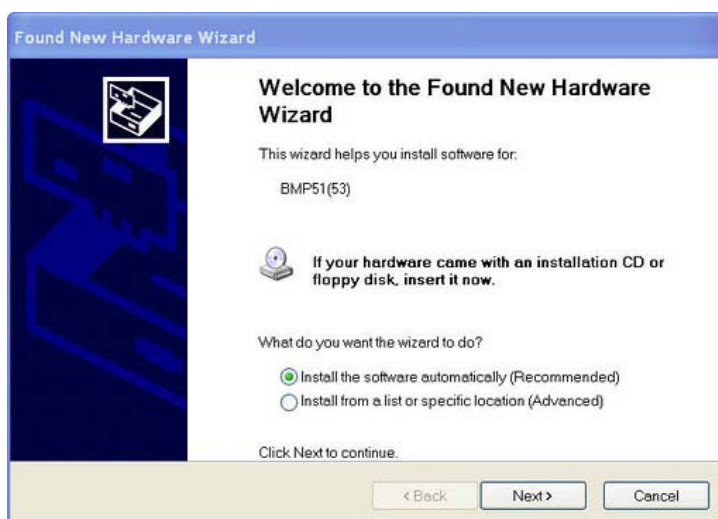 Found New Hardware Wizard
Welcome to the Found New Hardware
Wizard
This wizard helps you install software for:
BMP51(53)
If your hardware came with an installation CD or
floppy disk, insert it now.
What do you want the wizard to do?
Install the software automatically (Recommended)
Install from a list or specific location (Advanced)
Click Next to continue.
< Back Next > Cancel